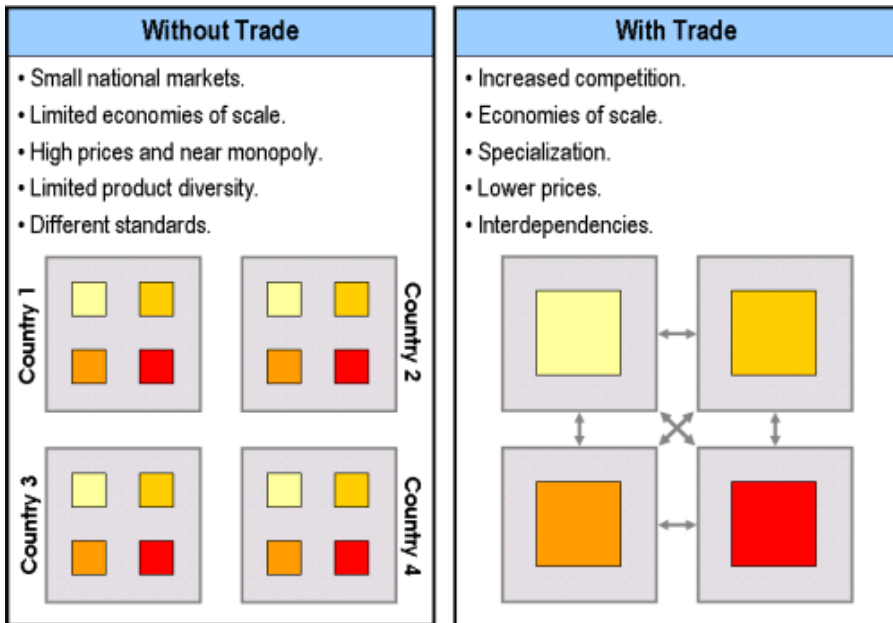 Without Trade
• Small national markets.
• Limited economies of scale.
• High prices and near monopoly.
• Limited product diversity.
• Different standards.
Country 1
Country 2
Country 3
Country 4
With Trade
• Increased competition.
• Economies of scale.
• Specialization.
• Lower prices.
• Interdependencies.